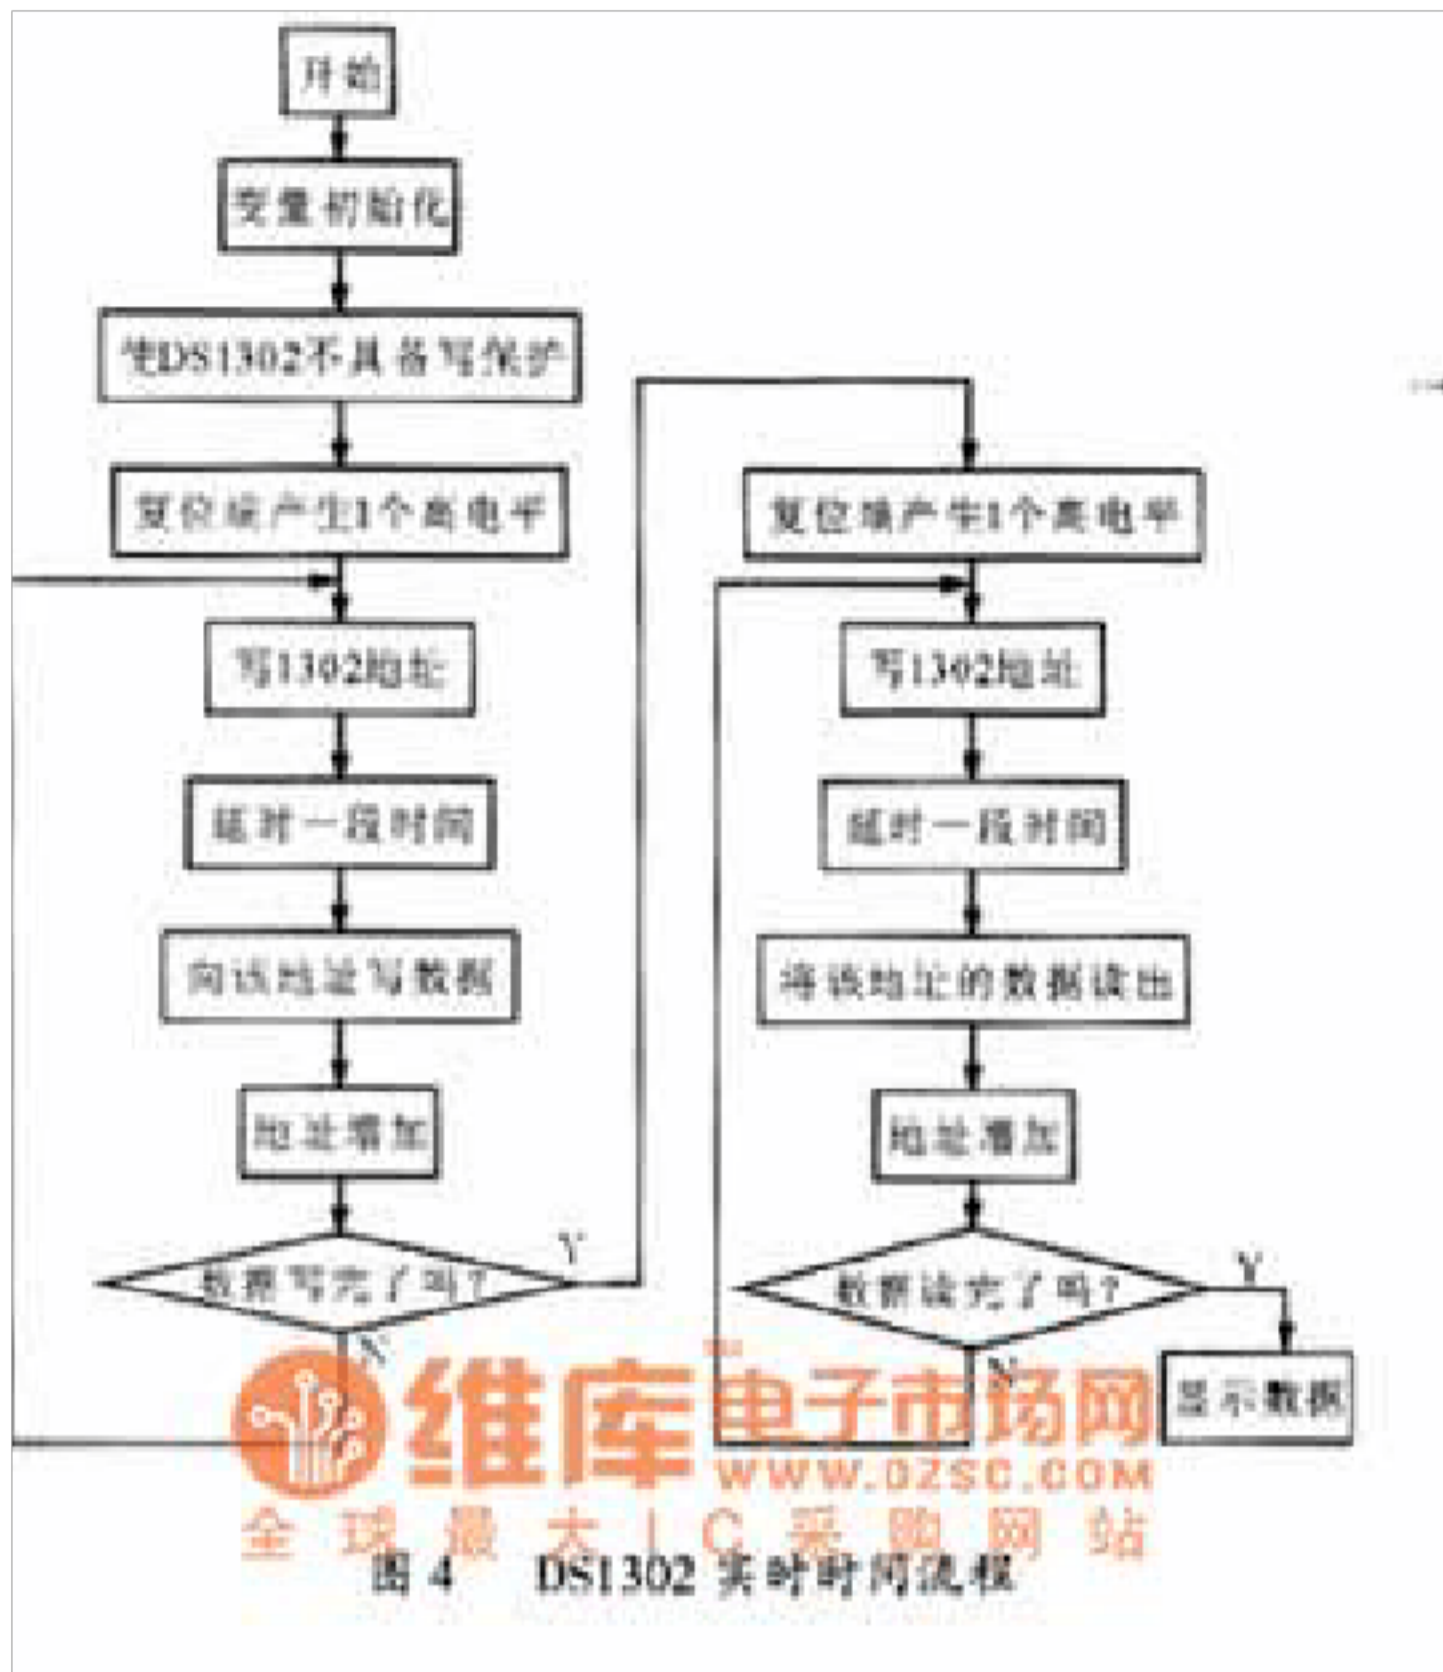 开始
变量初始化
使DS1302不具备写保护
复位端产生1个高电平
写1302地址
延时一段时间
向该地址写数据
地址增加
数据写完了吗?
Y
N
复位端产生1个高电平
写1302地址
延时一段时间
将该地址的数据读出
地址增加
数据读完了吗?
Y
N
显示数据
维库电子市场网
WWW.DZSC.COM
全球最大IC采购网站
图4 DS1302 实时时间流程